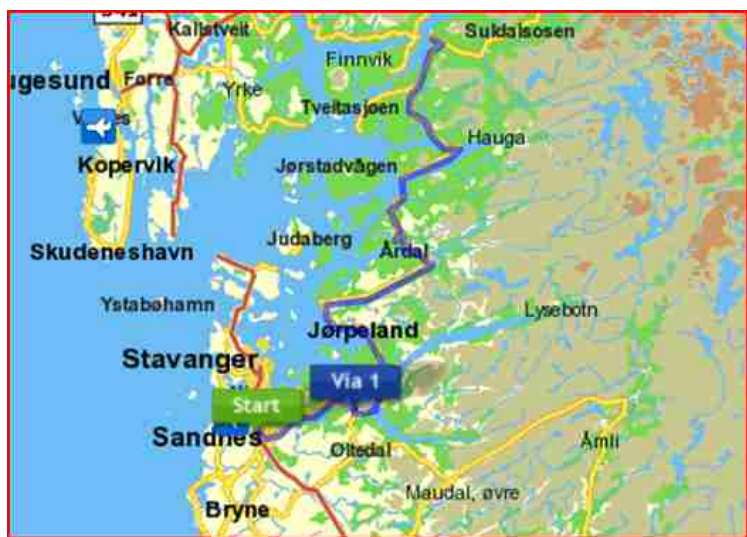 Kallstveit
Suldalsosen
Finnvik
ugesund
Førre
Yrke
Tveitasjøen
Hauga
Kopervik
Jørstadvågen
Judaberg
Skudeneshavn
Årdal
Ystabøhamn
Lysebotn
Jørpeland
Stavanger
Via 1
Start
Sandnes
Oltedal
Åmli
Maudal, øvre
Bryne